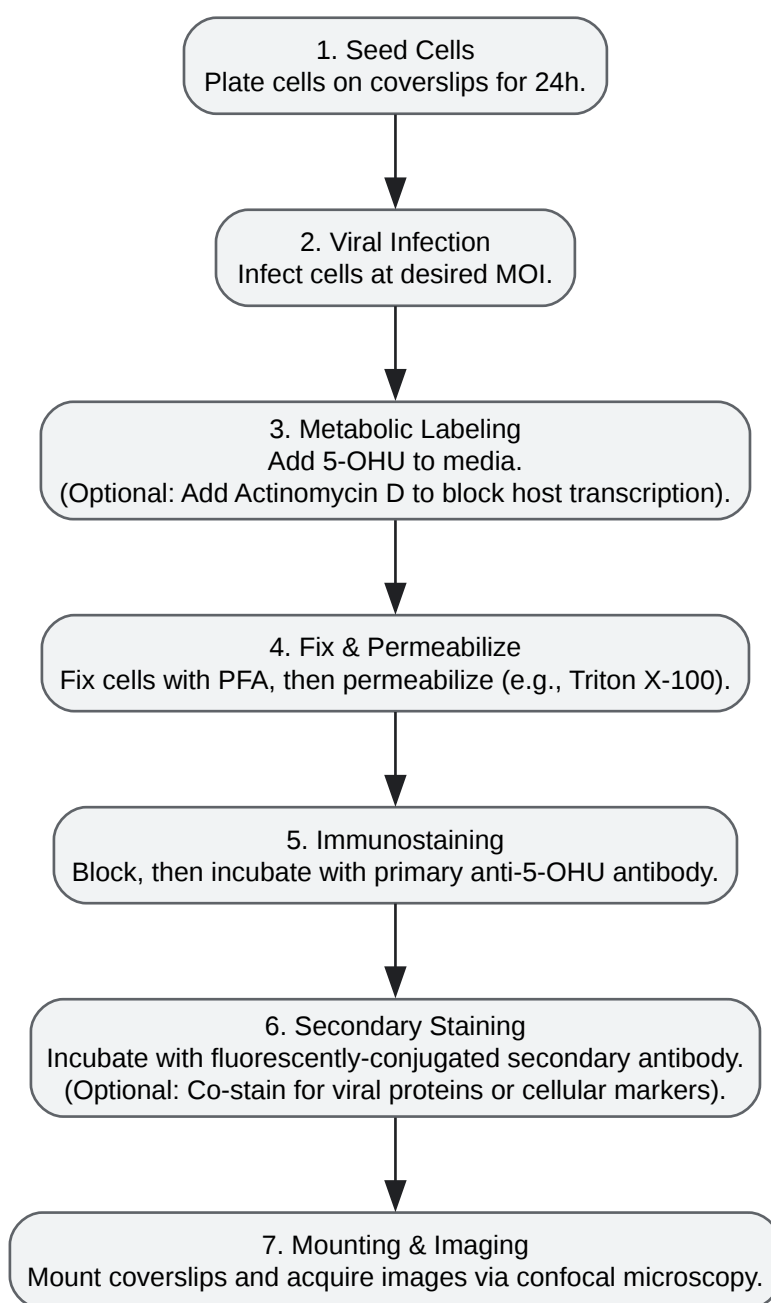 1. Seed Cells
Plate cells on coverslips for 24h.
2. Viral Infection
Infect cells at desired MOI.
3. Metabolic Labeling
Add 5-OHU to media.
(Optional: Add Actinomycin D to block host transcription).
4. Fix & Permeabilize
Fix cells with PFA, then permeabilize (e.g., Triton X-100).
5. Immunostaining
Block, then incubate with primary anti-5-OHU antibody.
6. Secondary Staining
Incubate with fluorescently-conjugated secondary antibody.
(Optional: Co-stain for viral proteins or cellular markers).
7. Mounting & Imaging
Mount coverslips and acquire images via confocal microscopy.